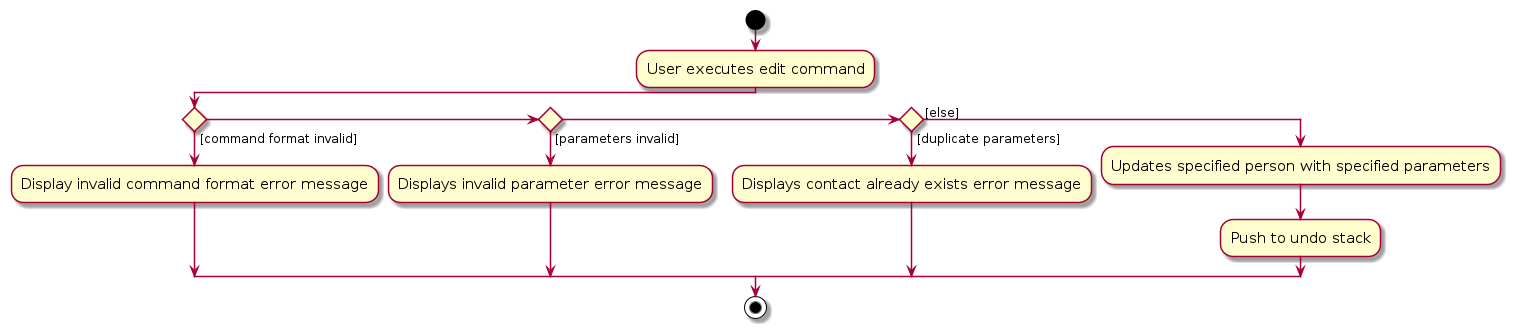 User executes edit command
[else]
[command format invalid]
[parameters invalid]
[duplicate parameters]
Updates specified person with specified parameters
Display invalid command format error message
Displays invalid parameter error message
Displays contact already exists error message
Push to undo stack